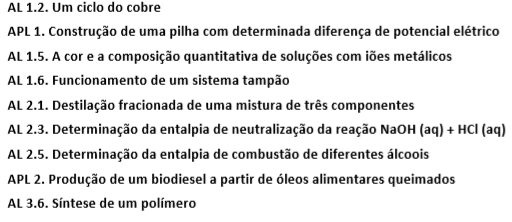 AL 1.2. Um ciclo do cobre
APL 1. Construção de uma pilha com determinada diferença de potencial elétrico
AL 1.5. A cor e a composição quantitativa de soluções com iões metálicos
AL 1.6. Funcionamento de um sistema tampão
AL 2.1. Destilação fracionada de uma mistura de três componentes
AL 2.3. Determinação da entalpia de neutralização da reação NaOH (aq) + HCl (aq)
AL 2.5. Determinação da entalpia de combustão de diferentes álcoois
APL 2. Produção de um biodiesel a partir de óleos alimentares queimados
AL 3.6. Síntese de um polímero